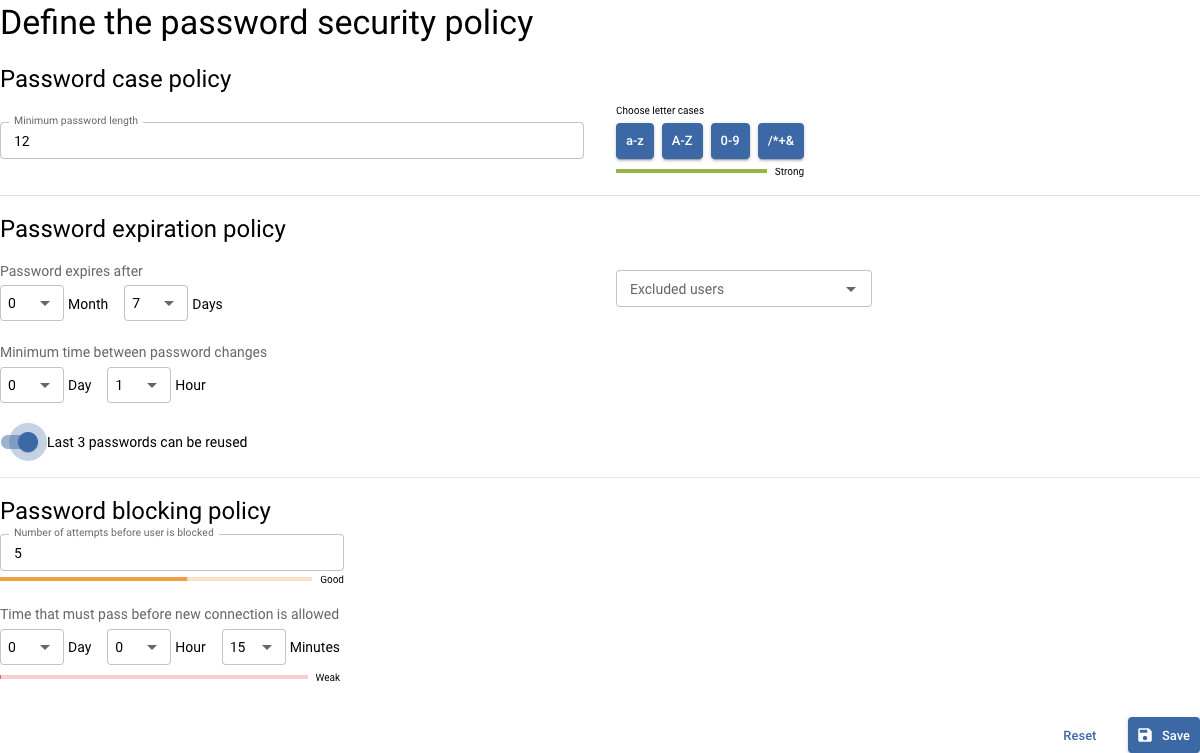 Define the password security policy
Password case policy
Minimum password length
12
Choose letter cases
a-z A-Z 0-9 /*+&
Strong
Password expiration policy
Password expires after
0 Month 7 Days
Excluded users
Minimum time between password changes
0 Day 1 Hour
Last 3 passwords can be reused
Password blocking policy
Number of attempts before user is blocked
5
Good
Time that must pass before new connection is allowed
0 Day 0 Hour 15 Minutes
Weak
Reset Save